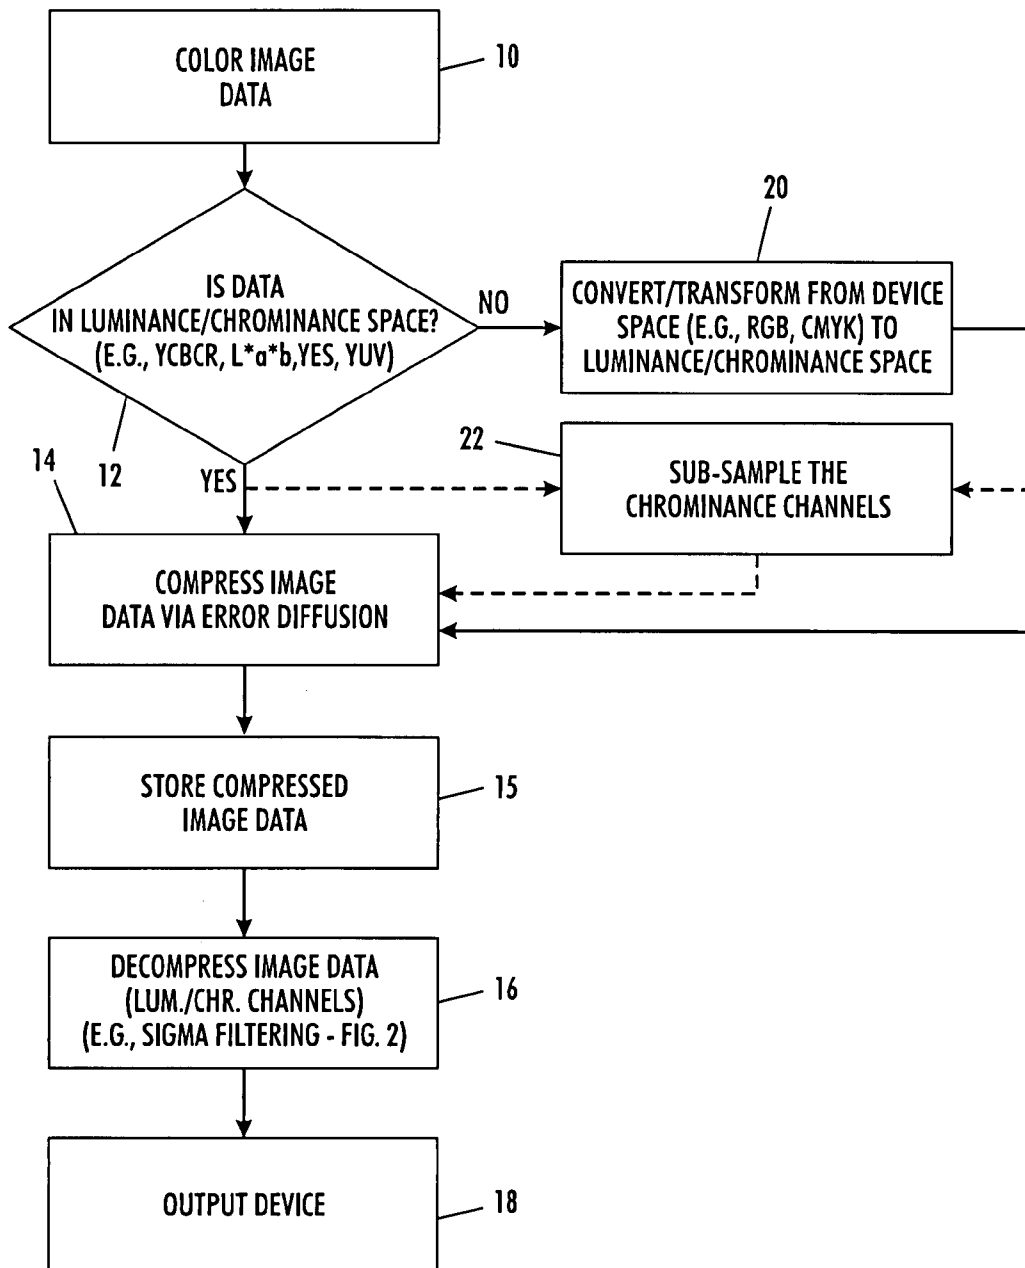 COLOR IMAGE
DATA
10
IS DATA
IN LUMINANCE/CHROMINANCE SPACE?
(E.G., YCBCR, L*a*b,YES, YUV)
12
NO
20
CONVERT/TRANSFORM FROM DEVICE
SPACE (E.G., RGB, CMYK) TO
LUMINANCE/CHROMINANCE SPACE
YES
22
SUB-SAMPLE THE
CHROMINANCE CHANNELS
14
COMPRESS IMAGE
DATA VIA ERROR DIFFUSION
STORE COMPRESSED
IMAGE DATA
15
DECOMPRESS IMAGE DATA
(LUM./CHR. CHANNELS)
(E.G., SIGMA FILTERING - FIG. 2)
16
OUTPUT DEVICE
18